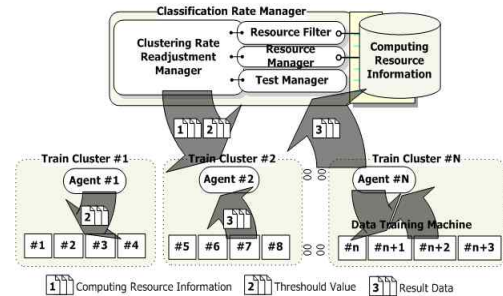 Classification Rate Manager
Clustering Rate
Readjustment
Manager
Resource Filter
Resource
Manager
Test Manager
Computing
Resource
Information
1 2
3
Train Cluster #1
Train Cluster #2
Train Cluster #N
Agent #1
Agent #2
Agent #N
2
3
Data Training Machine
#1 #2 #3 #4
#5 #6 #7 #8
#n #n+1 #n+2 #n+3
1 Computing Resource Information 2 Threshould Value 3 Result Data